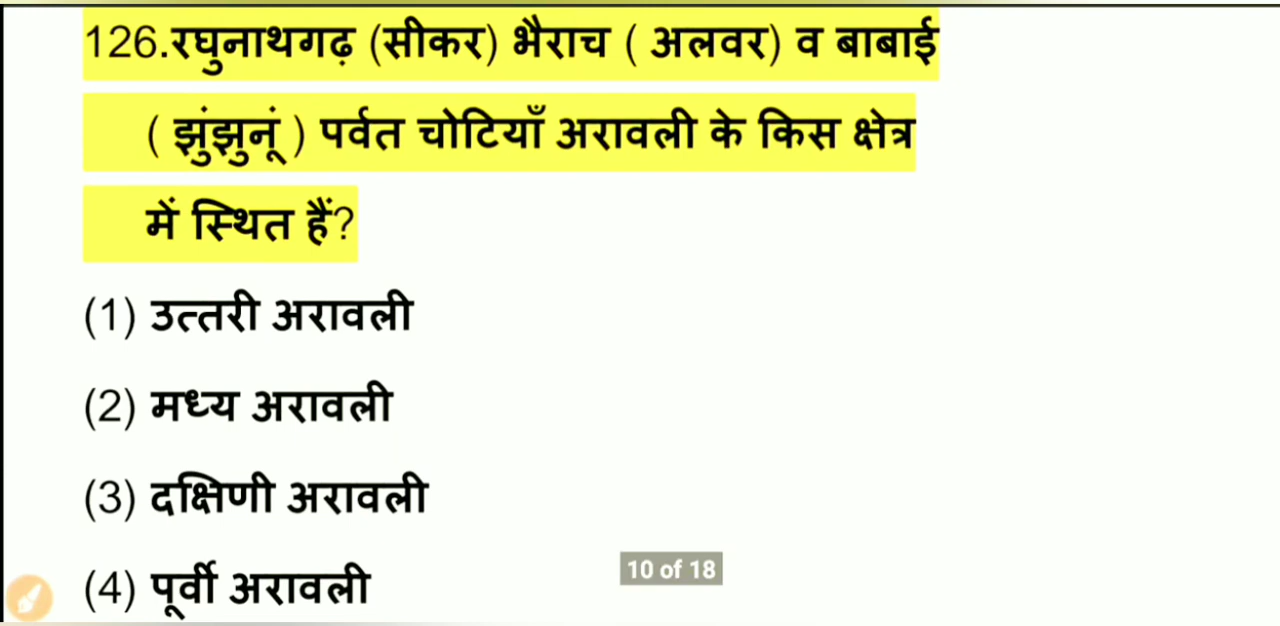 126.रघुनाथगढ़ (सीकर) भैराच ( अलवर) व बाबाई
( झुंझुनूं ) पर्वत चोटियाँ अरावली के किस क्षेत्र
में स्थित हैं?
(1) उत्तरी अरावली
(2) मध्य अरावली
(3) दक्षिणी अरावली
(4) पूर्वी अरावली
10 of 18